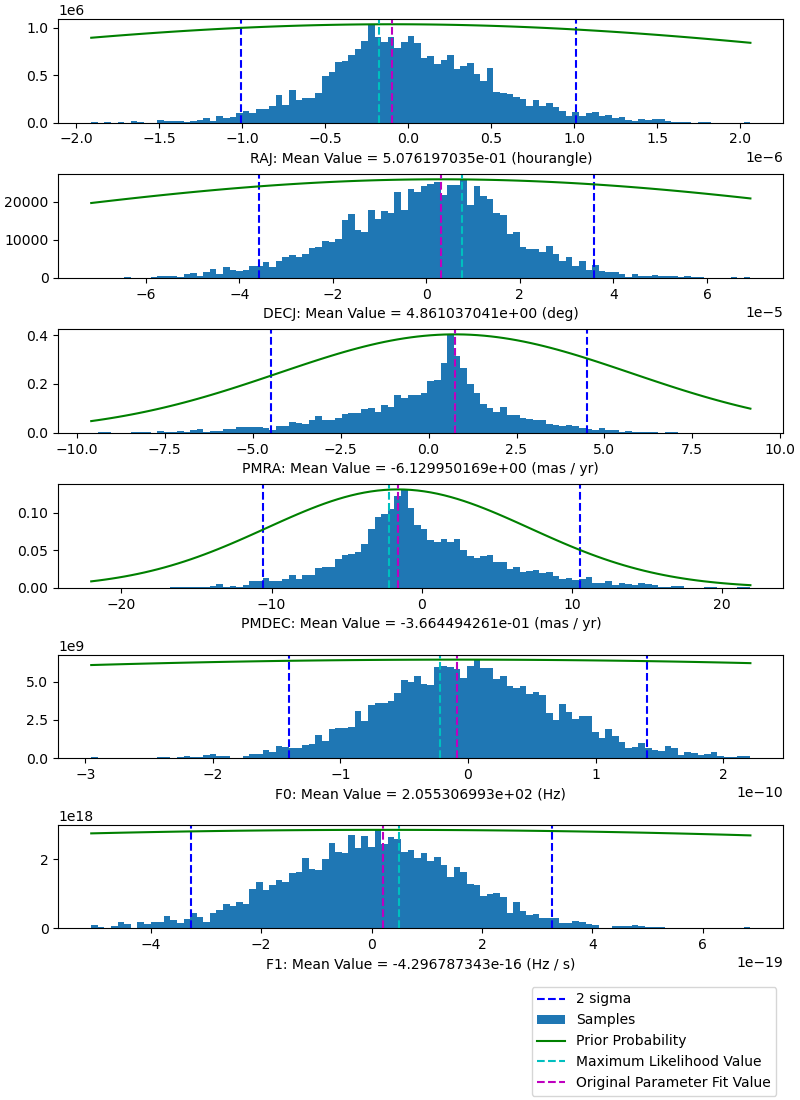 1e6
1.0
0.5
0.0
−2.0 −1.5 −1.0 −0.5 0.0 0.5 1.0 1.5 2.0
RAJ: Mean Value = 5.076197035e-01 (hourangle) 1e−6
20000
10000
0
−6 −4 −2 0 2 4 6
DECJ: Mean Value = 4.861037041e+00 (deg) 1e−5
0.4
0.2
0.0
−10.0 −7.5 −5.0 −2.5 0.0 2.5 5.0 7.5 10.0
PMRA: Mean Value = -6.129950169e+00 (mas / yr)
0.10
0.05
0.00
−20 −10 0 10 20
PMDEC: Mean Value = -3.664494261e-01 (mas / yr)
1e9
5.0
2.5
0.0
−3 −2 −1 0 1 2
F0: Mean Value = 2.055306993e+02 (Hz) 1e−10
1e18
2
0
−4 −2 0 2 4 6
F1: Mean Value = -4.296787343e-16 (Hz / s) 1e−19
2 sigma
Samples
Prior Probability
Maximum Likelihood Value
Original Parameter Fit Value